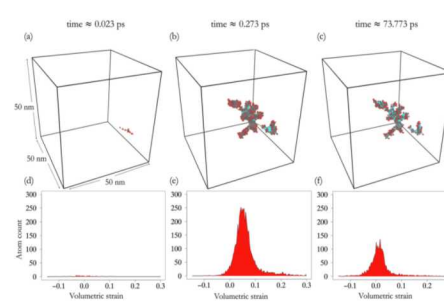 time ≈ 0.023 ps
time ≈ 0.273 ps
time ≈ 73.773 ps
(a)
(b)
(c)
50 nm
50 nm
50 nm
(d)
(e)
(f)
Atom count
300
250
200
150
100
50
0
-0.1 0.0 0.1 0.2 0.3
Volumetric strain
300
250
200
150
100
50
0
-0.1 0.0 0.1 0.2 0.3
Volumetric strain
300
250
200
150
100
50
0
-0.1 0.0 0.1 0.2 0.3
Volumetric strain